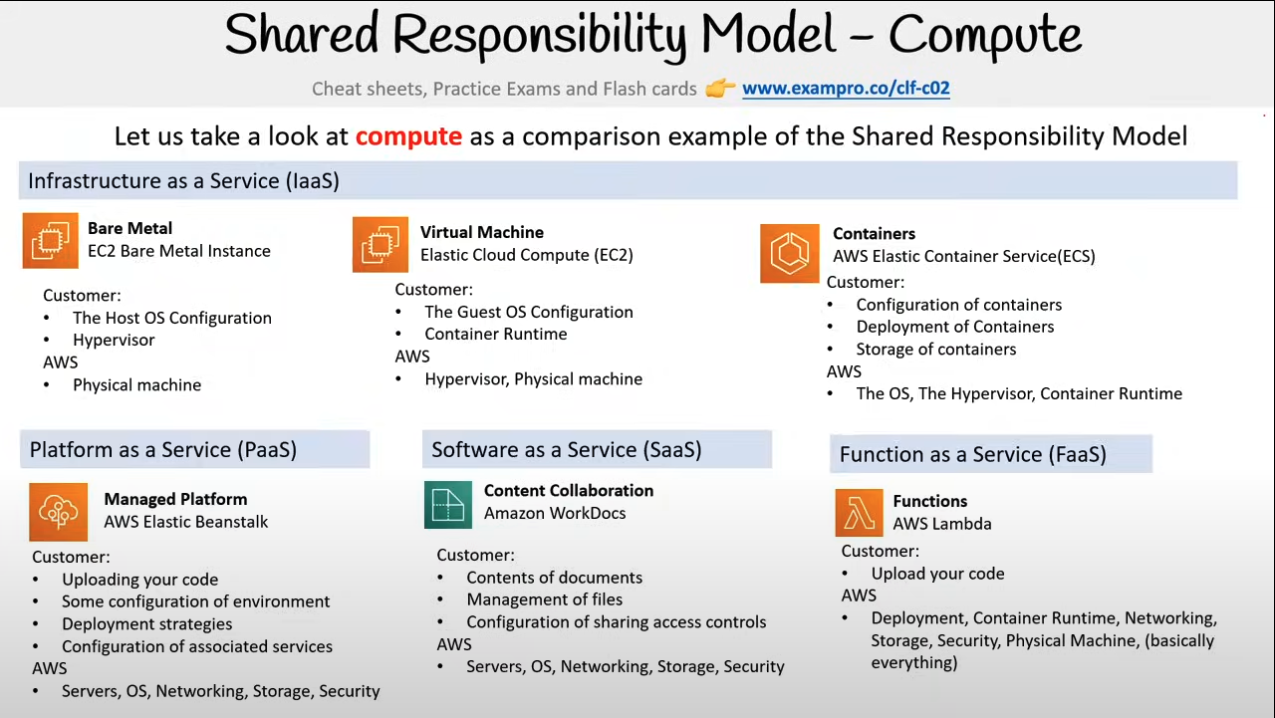 Shared Responsibility Model – Compute
Cheat sheets, Practice Exams and Flash cards 👉 www.exampro.co/clf-c02
Let us take a look at compute as a comparison example of the Shared Responsibility Model
Infrastructure as a Service (IaaS)
Bare Metal
EC2 Bare Metal Instance
Customer:
• The Host OS Configuration
• Hypervisor
AWS
• Physical machine
Virtual Machine
Elastic Cloud Compute (EC2)
Customer:
• The Guest OS Configuration
• Container Runtime
AWS
• Hypervisor, Physical machine
Containers
AWS Elastic Container Service(ECS)
Customer:
• Configuration of containers
• Deployment of Containers
• Storage of containers
AWS
• The OS, The Hypervisor, Container Runtime
Platform as a Service (PaaS)
Managed Platform
AWS Elastic Beanstalk
Customer:
• Uploading your code
• Some configuration of environment
• Deployment strategies
• Configuration of associated services
AWS
• Servers, OS, Networking, Storage, Security
Software as a Service (SaaS)
Content Collaboration
Amazon WorkDocs
Customer:
• Contents of documents
• Management of files
• Configuration of sharing access controls
AWS
• Servers, OS, Networking, Storage, Security
Function as a Service (FaaS)
Functions
AWS Lambda
Customer:
• Upload your code
AWS
• Deployment, Container Runtime, Networking,
Storage, Security, Physical Machine, (basically
everything)